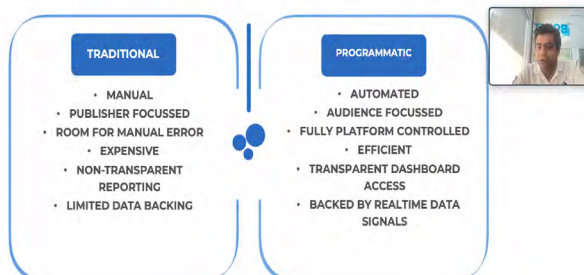 TRADITIONAL
• MANUAL
• PUBLISHER FOCUSSED
• ROOM FOR MANUAL ERROR
• EXPENSIVE
• NON-TRANSPARENT
REPORTING
• LIMITED DATA BACKING
PROGRAMMATIC
• AUTOMATED
• AUDIENCE FOCUSSED
• FULLY PLATFORM CONTROLLED
• EFFICIENT
• TRANSPARENT DASHBOARD
ACCESS
• BACKED BY REALTIME DATA
SIGNALS